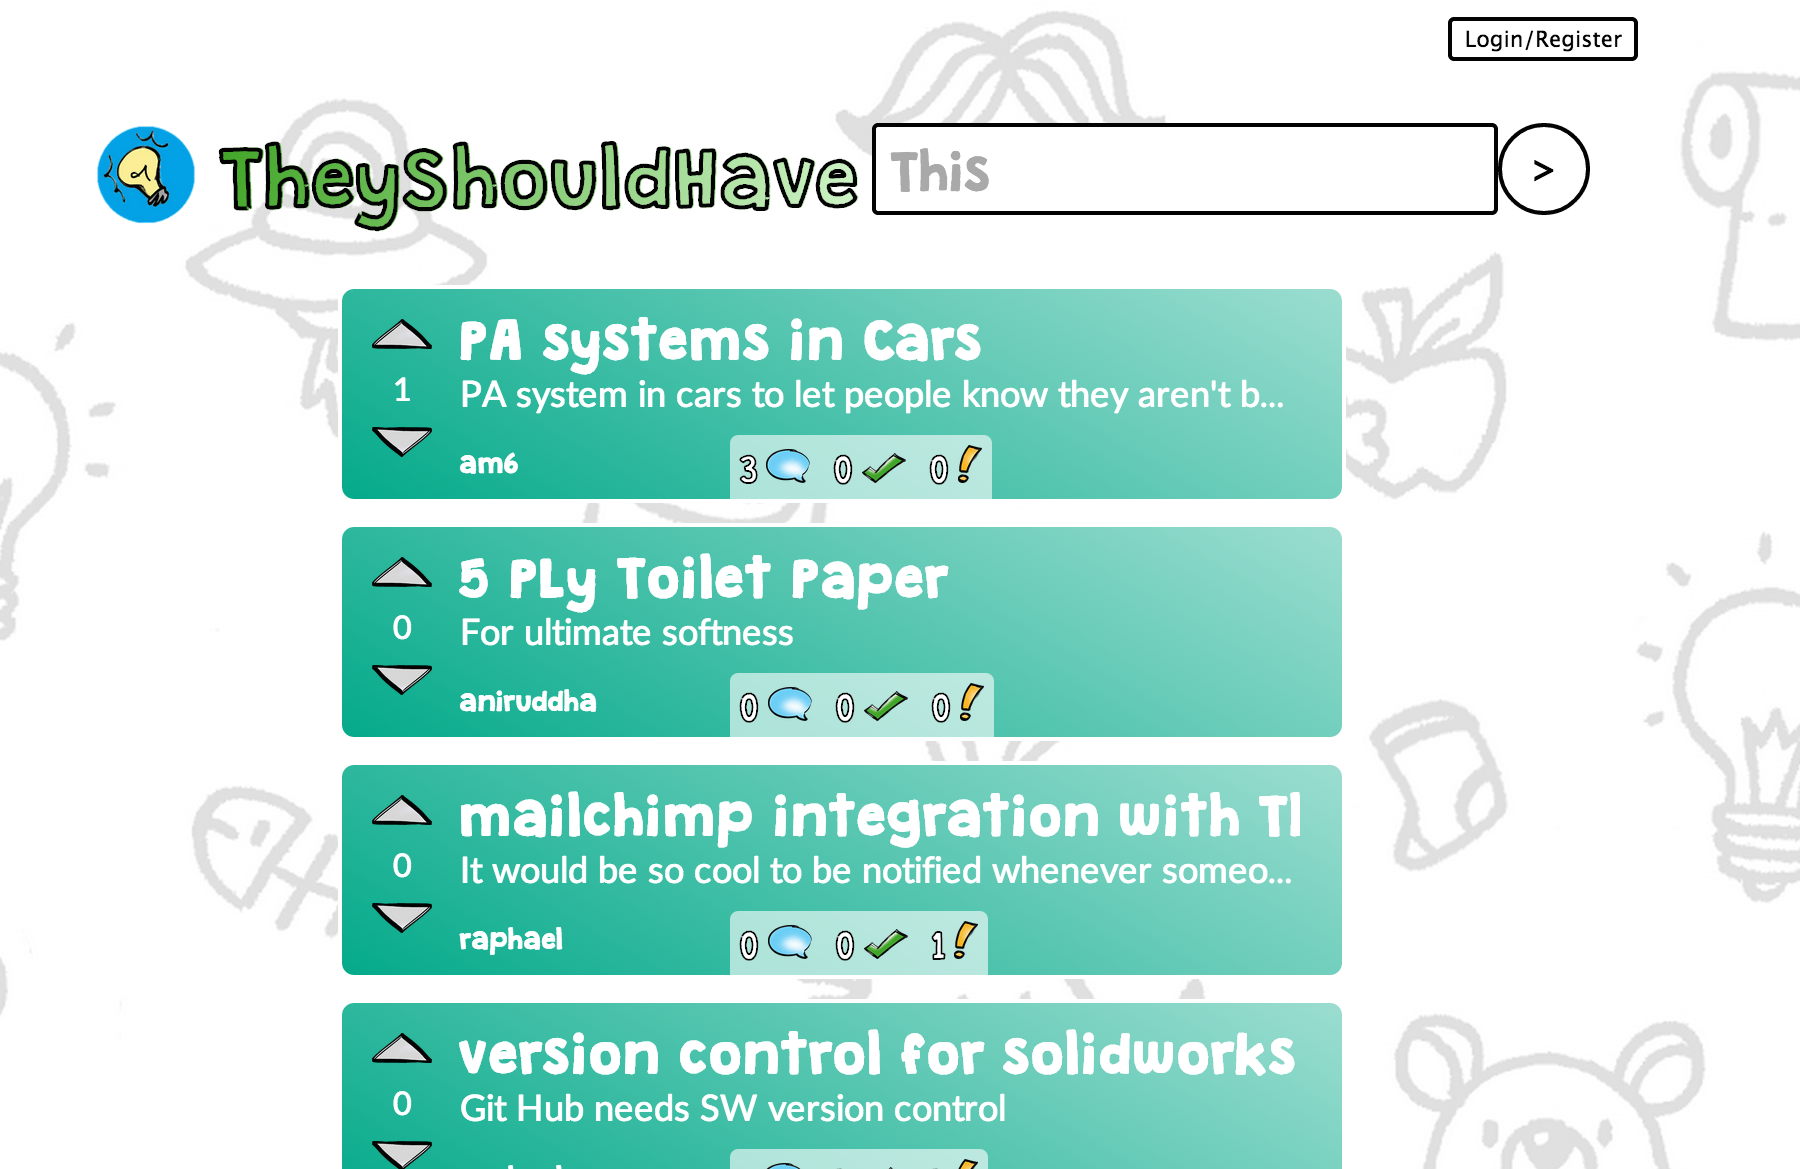 Login/Register
TheyShouldHave This >
PA systems in Cars
1
PA system in cars to let people know they aren't b...
am6
3 0 0
5 PLy Toilet Paper
0
For ultimate softness
aniruddha
0 0 0
mailchimp integration with
0
It would be so cool to be notified whenever someo...
raphael
0 0 1
version control for solidworks
0
Git Hub needs SW version control